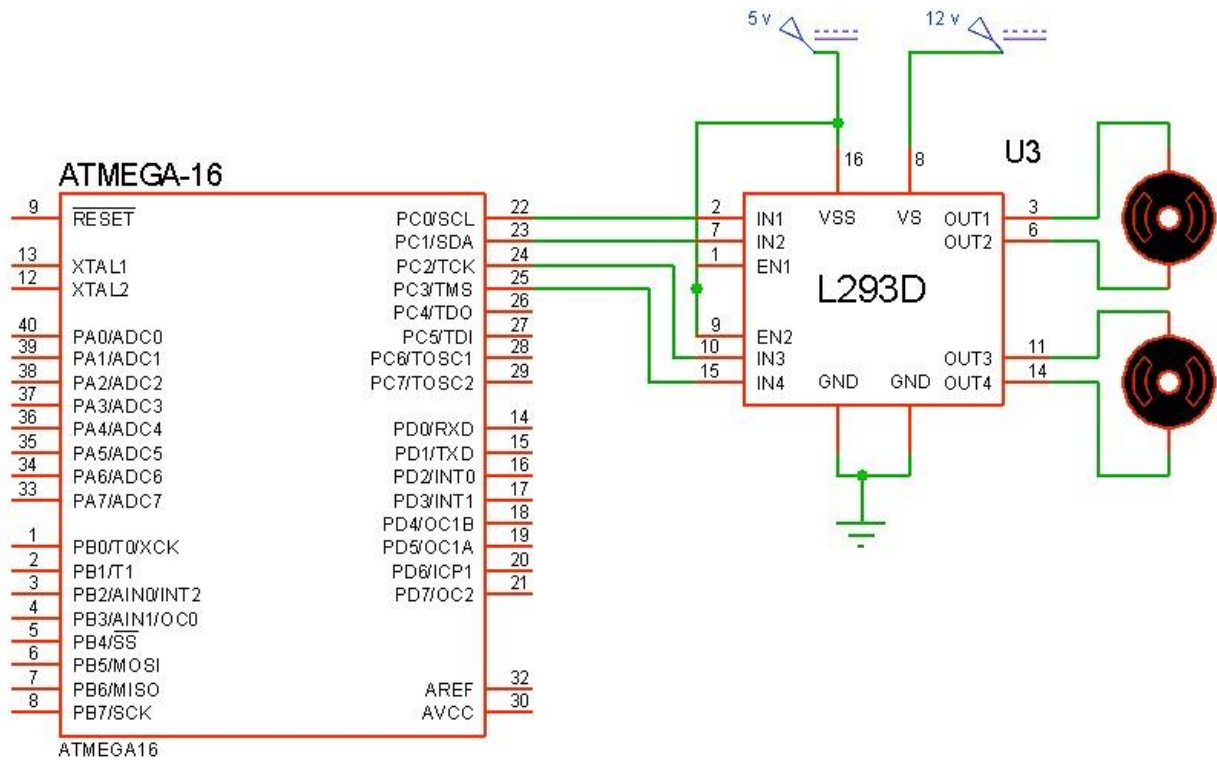 5 v
12 v
ATMEGA-16
U3
16
8
9
RESET
PC0/SCL
22
2
IN1
VSS
VS
OUT1
3
PC1/SDA
23
7
IN2
OUT2
6
13
XTAL1
PC2/TCK
24
1
EN1
12
XTAL2
PC3/TMS
25
L293D
PC4/TDO
26
40
PA0/ADC0
PC5/TDI
27
9
EN2
39
PA1/ADC1
PC6/TOSC1
28
10
IN3
OUT3
11
38
PA2/ADC2
PC7/TOSC2
29
15
IN4
GND
GND
OUT4
14
37
PA3/ADC3
36
PA4/ADC4
PD0/RXD
14
35
PA5/ADC5
PD1/TXD
15
34
PA6/ADC6
PD2/INT0
16
33
PA7/ADC7
PD3/INT1
17
PD4/OC1B
18
1
PB0/T0/XCK
PD5/OC1A
19
2
PB1/T1
PD6/ICP1
20
3
PB2/AIN0/INT2
PD7/OC2
21
4
PB3/AIN1/OC0
5
PB4/SS
6
PB5/MOSI
7
PB6/MISO
AREF
32
8
PB7/SCK
AVCC
30
ATMEGA16